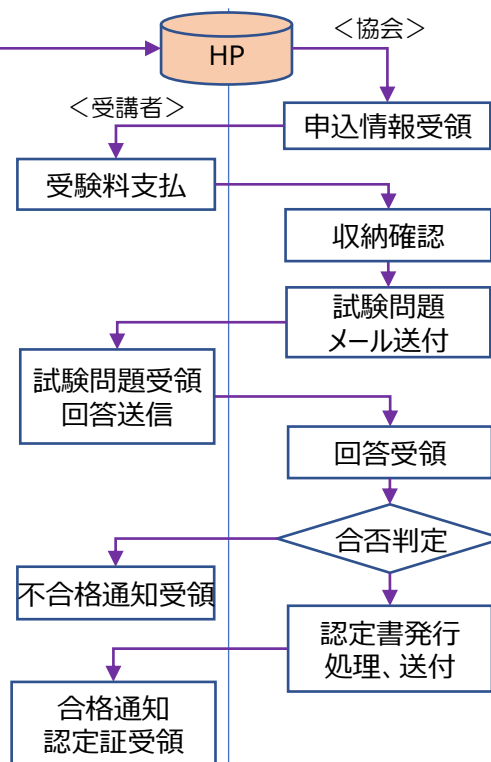 HP
＜協会＞
＜受講者＞
申込情報受領
受験料支払
収納確認
試験問題
メール送付
試験問題受領
回答送信
回答受領
合否判定
不合格通知受領
認定書発行
処理、送付
合格通知
認定証受領